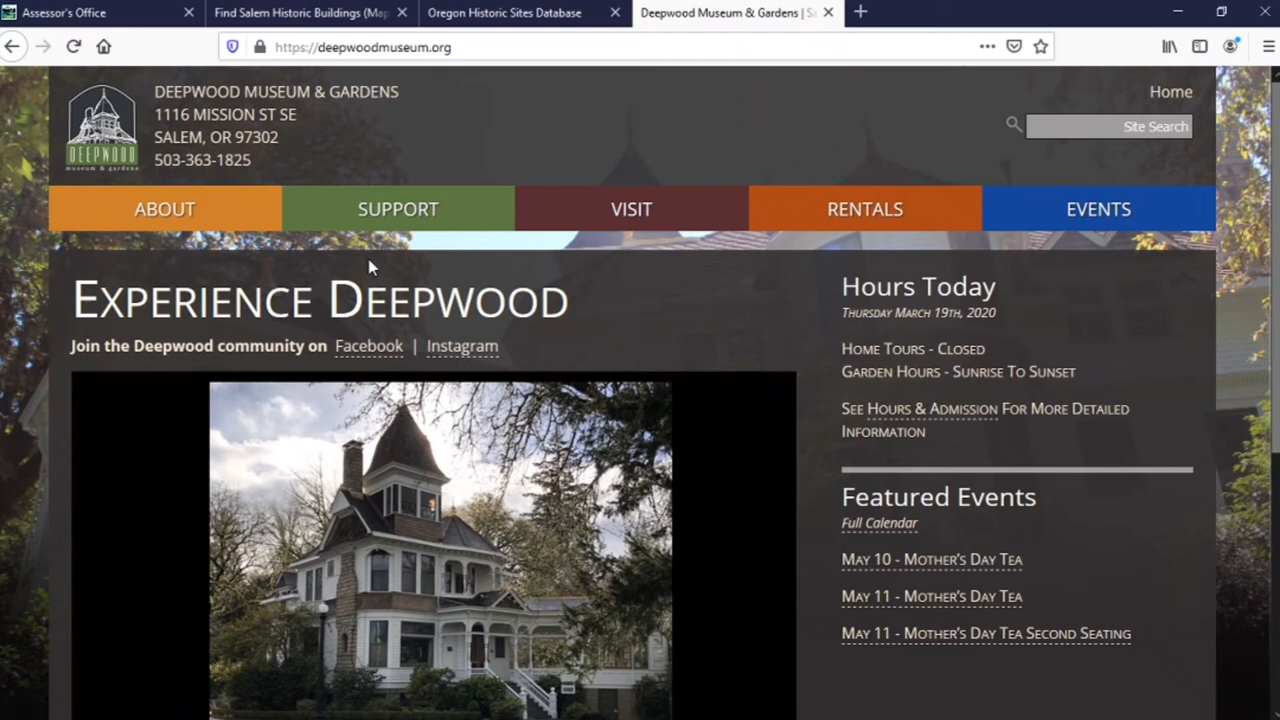 Assessor's Office
Find Salem Historic Buildings (Map
Oregon Historic Sites Database
Deepwood Museum & Gardens | Sa
https://deepwoodmuseum.org
DEEPWOOD
museum & gardens
DEEPWOOD MUSEUM & GARDENS
1116 MISSION ST SE
SALEM, OR 97302
503-363-1825
Home
Site Search
ABOUT
SUPPORT
VISIT
RENTALS
EVENTS
EXPERIENCE DEEPWOOD
Join the Deepwood community on Facebook | Instagram
Hours Today
THURSDAY MARCH 19TH, 2020
HOME TOURS - CLOSED
GARDEN HOURS - SUNRISE TO SUNSET
SEE HOURS & ADMISSION FOR MORE DETAILED
INFORMATION
Featured Events
Full Calendar
MAY 10 - MOTHER'S DAY TEA
MAY 11 - MOTHER'S DAY TEA
MAY 11 - MOTHER'S DAY TEA SECOND SEATING